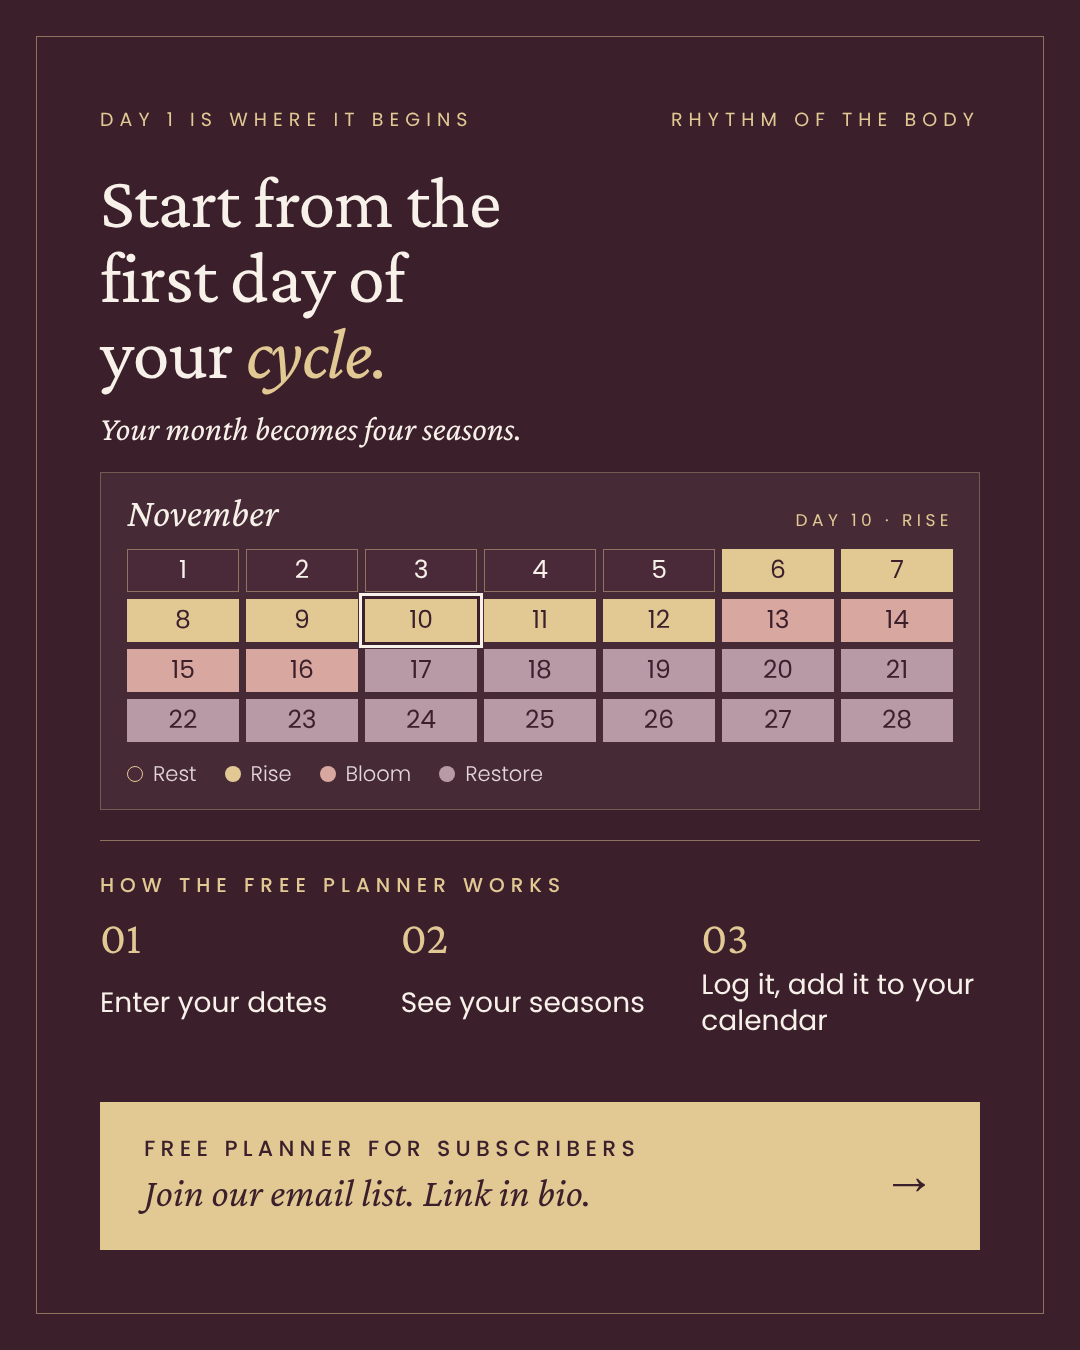 DAY 1 IS WHERE IT BEGINS
RHYTHM OF THE BODY
Start from the
first day of
your cycle.
Your month becomes four seasons.
November
DAY 10 · RISE
1 2 3 4 5 6 7
8 9 10 11 12 13 14
15 16 17 18 19 20 21
22 23 24 25 26 27 28
Rest Rise Bloom Restore
HOW THE FREE PLANNER WORKS
01
Enter your dates
02
See your seasons
03
Log it, add it to your
calendar
FREE PLANNER FOR SUBSCRIBERS
Join our email list. Link in bio.
→